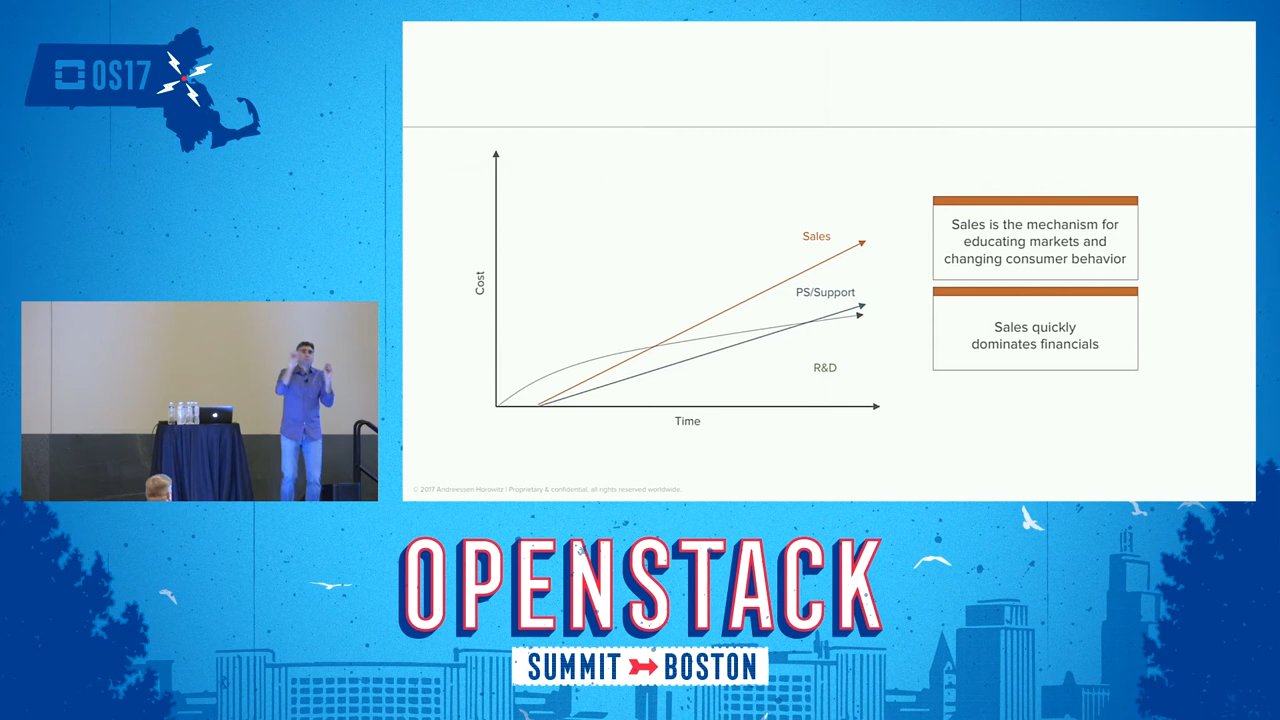 OS17
Sales
PS/Support
R&D
Cost
Time
Sales is the mechanism for
educating markets and
changing consumer behavior
Sales quickly
dominates financials
© 2017 Andreessen Horowitz | Proprietary & confidential, all rights reserved worldwide.
OPENSTACK
SUMMIT BOSTON